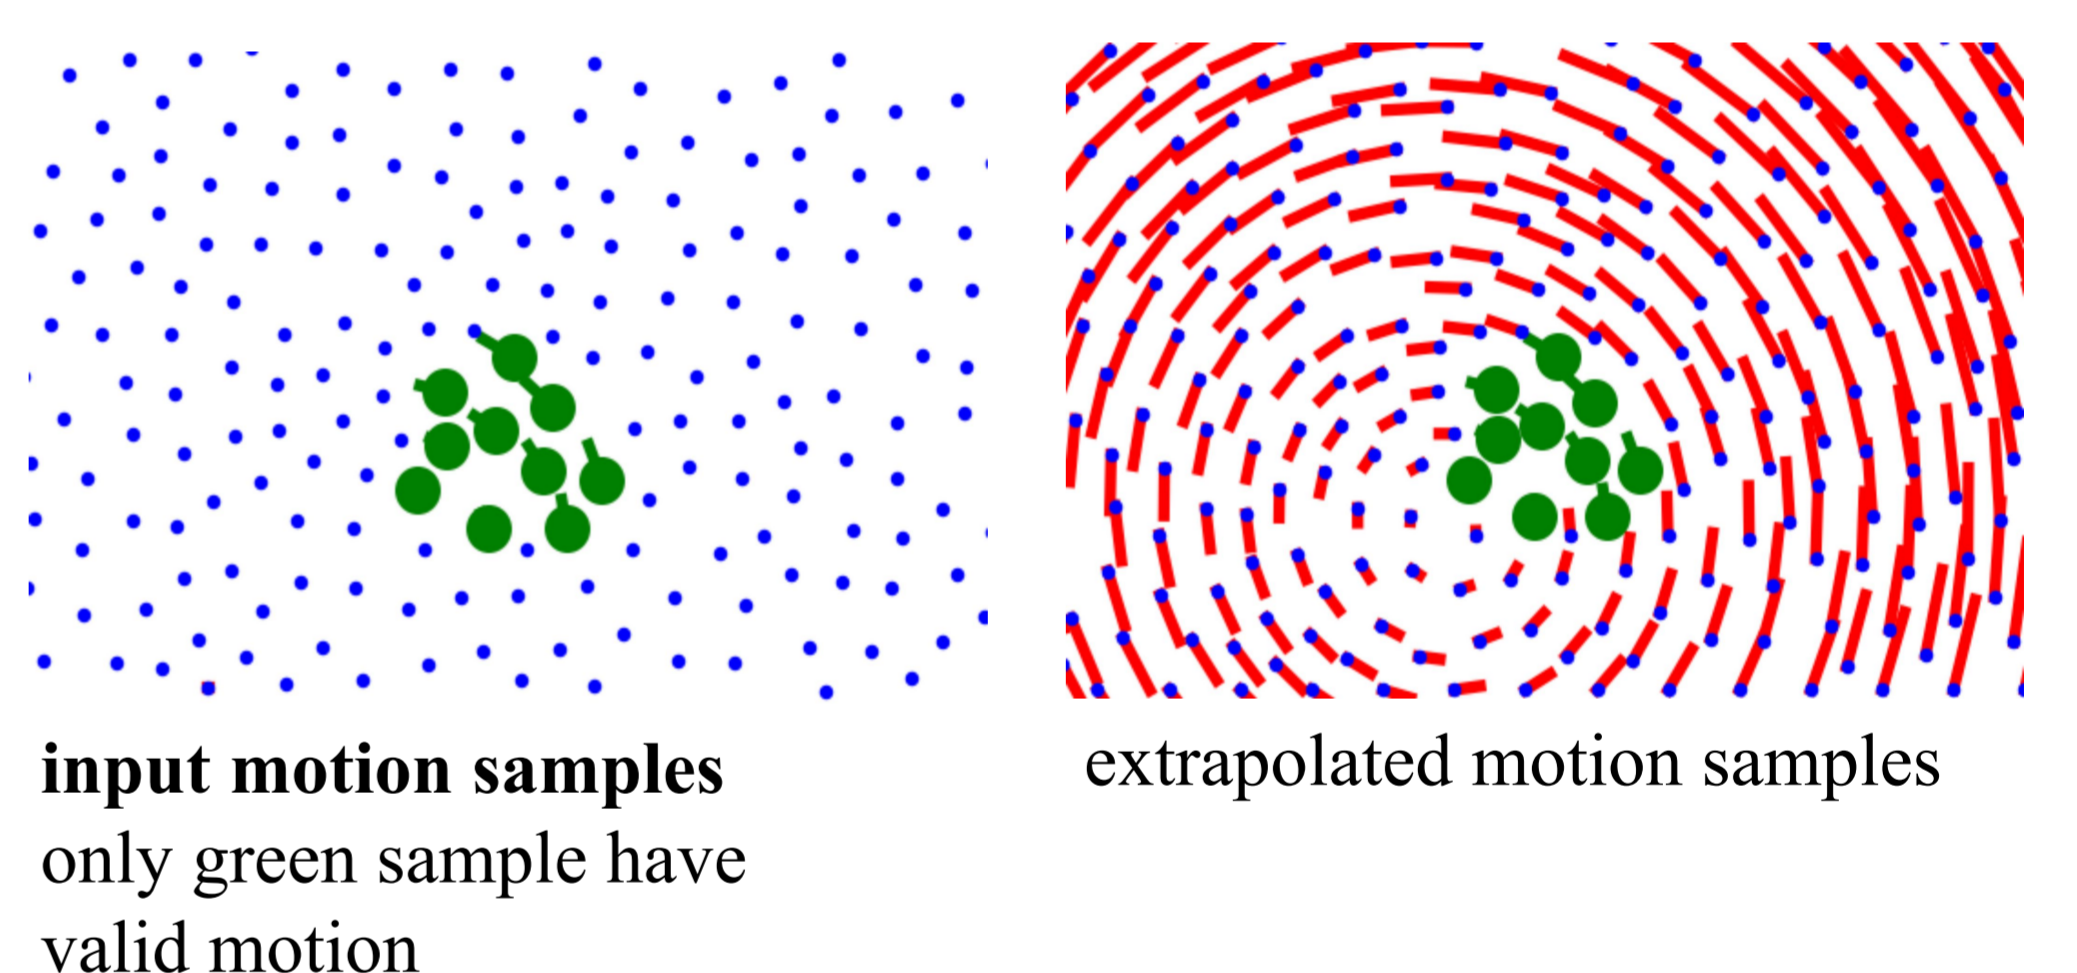 input motion samples
only green sample have
valid motion
extrapolated motion samples